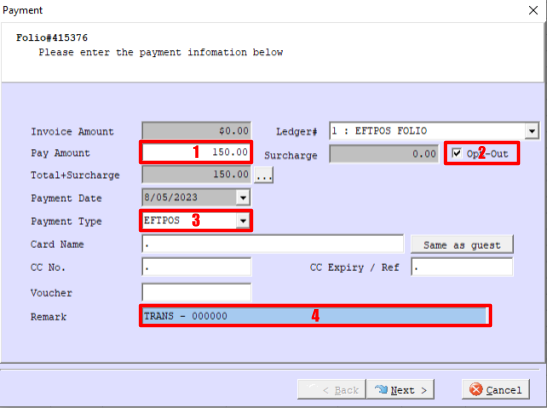 Payment
Folio#415376
Please enter the payment infomation below
Invoice Amount $0.00 Ledger# 1 : EFTPOS FOLIO
Pay Amount 1 150.00 Surcharge 0.00 Opt-Out 2
Total+Surcharge 150.00 ...
Payment Date 8/05/2023
Payment Type EFTPOS 3
Card Name . Same as guest
CC No. . CC Expiry / Ref .
Voucher
Remark TRANS - 000000 4
< Back Next > Cancel